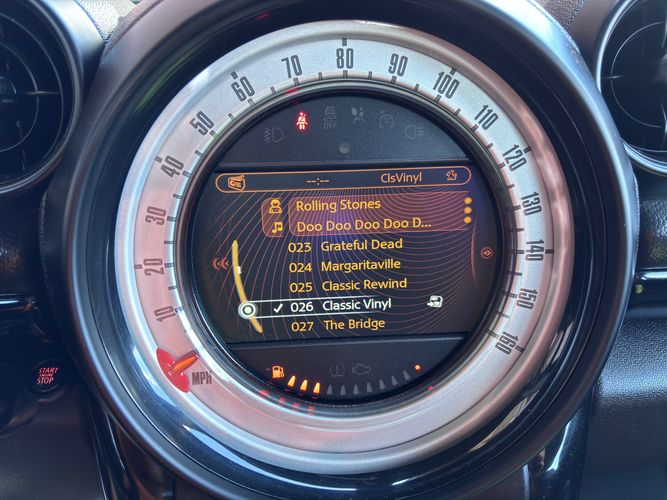 80
70
90
60
100
50
110
40
120
30
130
20
140
10
150
160
MPH
OFF
--:-- ClsVinyl
Rolling Stones
Doo Doo Doo Doo D...
023 Grateful Dead
024 Margaritaville
025 Classic Rewind
026 Classic Vinyl
027 The Bridge
START
ENGINE
STOP